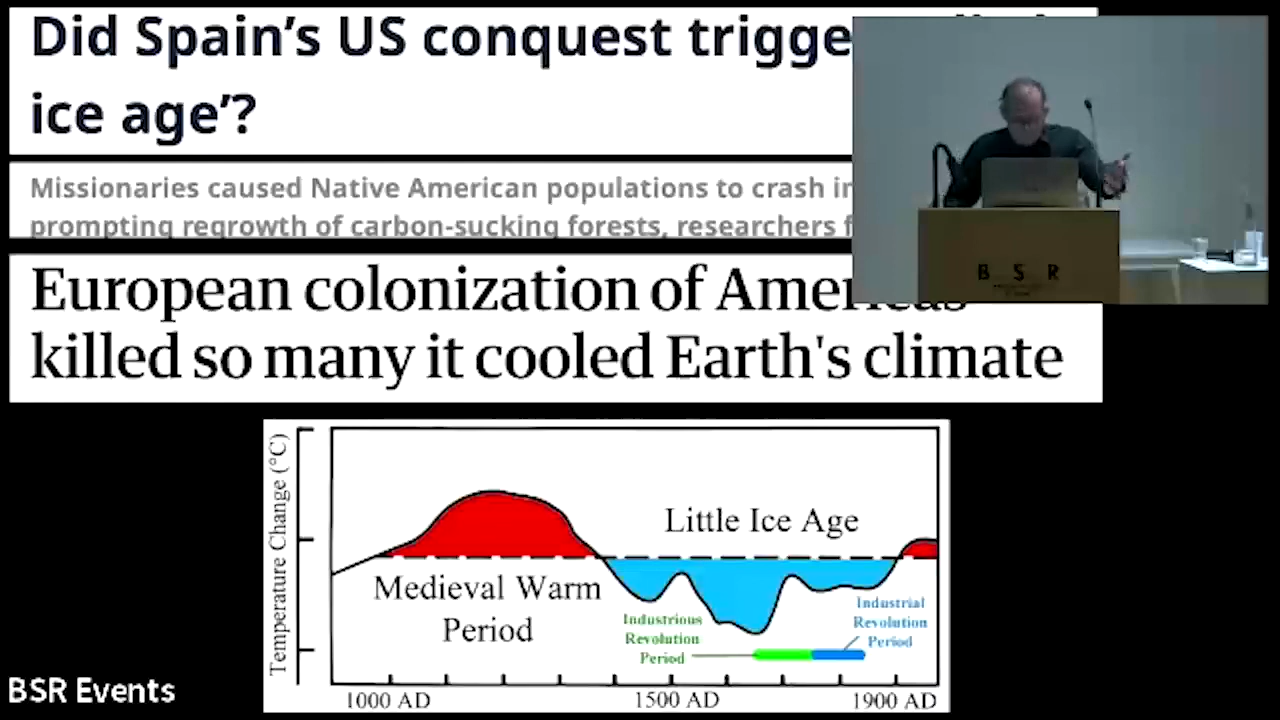 Did Spain's US conquest trigge
ice age'?
Missionaries caused Native American populations to crash in
prompting regrowth of carbon-sucking forests, researchers f
European colonization of Americas
killed so many it cooled Earth's climate
B S R
Temperature Change (°C)
Little Ice Age
Medieval Warm
Period
Industrious
Revolution
Period
Industrial
Revolution
Period
1000 AD
1500 AD
1900 AD
BSR Events